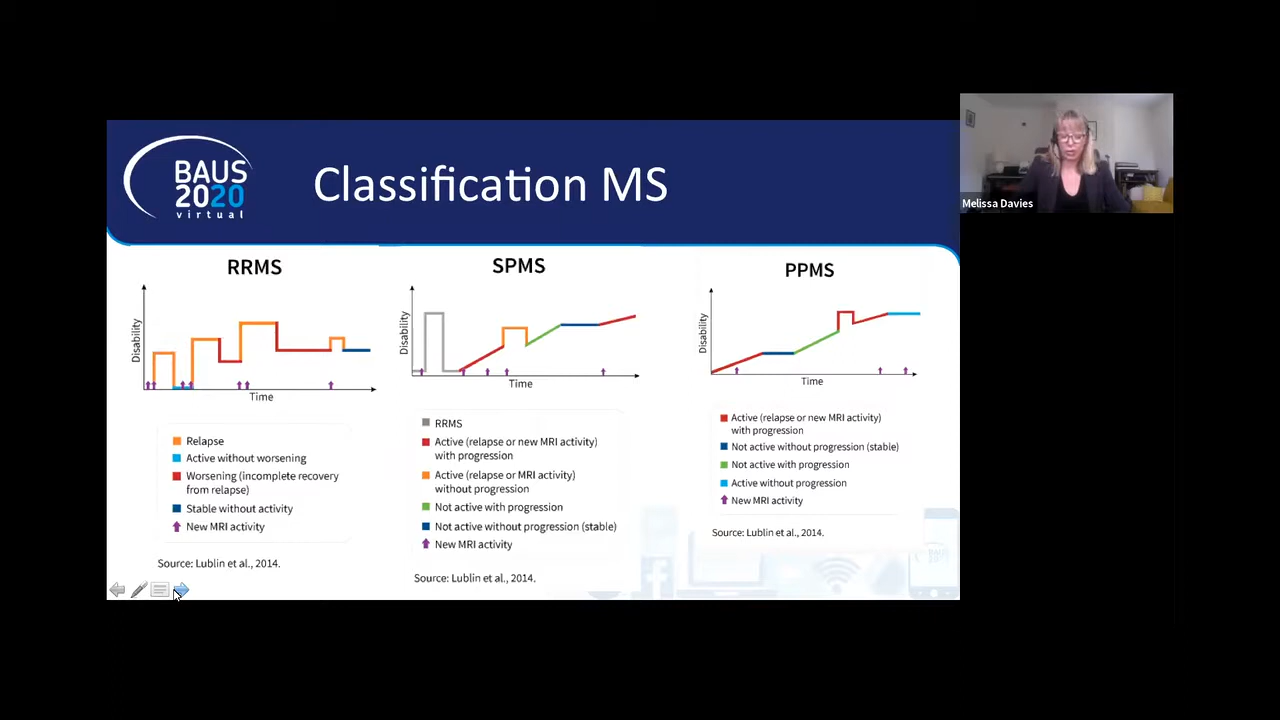 BAUS
2020
virtual
Classification MS
Melissa Davies
RRMS
Disability
Time
Relapse
Active without worsening
Worsening (incomplete recovery
from relapse)
Stable without activity
New MRI activity
Source: Lublin et al., 2014.
SPMS
Disability
Time
RRMS
Active (relapse or new MRI activity)
with progression
Active (relapse or MRI activity)
without progression
Not active with progression
Not active without progression (stable)
New MRI activity
Source: Lublin et al., 2014.
PPMS
Disability
Time
Active (relapse or new MRI activity)
with progression
Not active without progression (stable)
Not active with progression
Active without progression
New MRI activity
Source: Lublin et al., 2014.